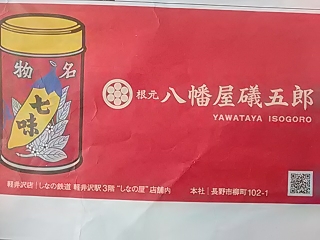 名物
七味
根元 八幡屋礒五郎
YAWATAYA ISOGORO
軽井沢店｜しなの鉄道 軽井沢駅3階 “しなの屋” 店舗内
本社｜長野市柳町102-1